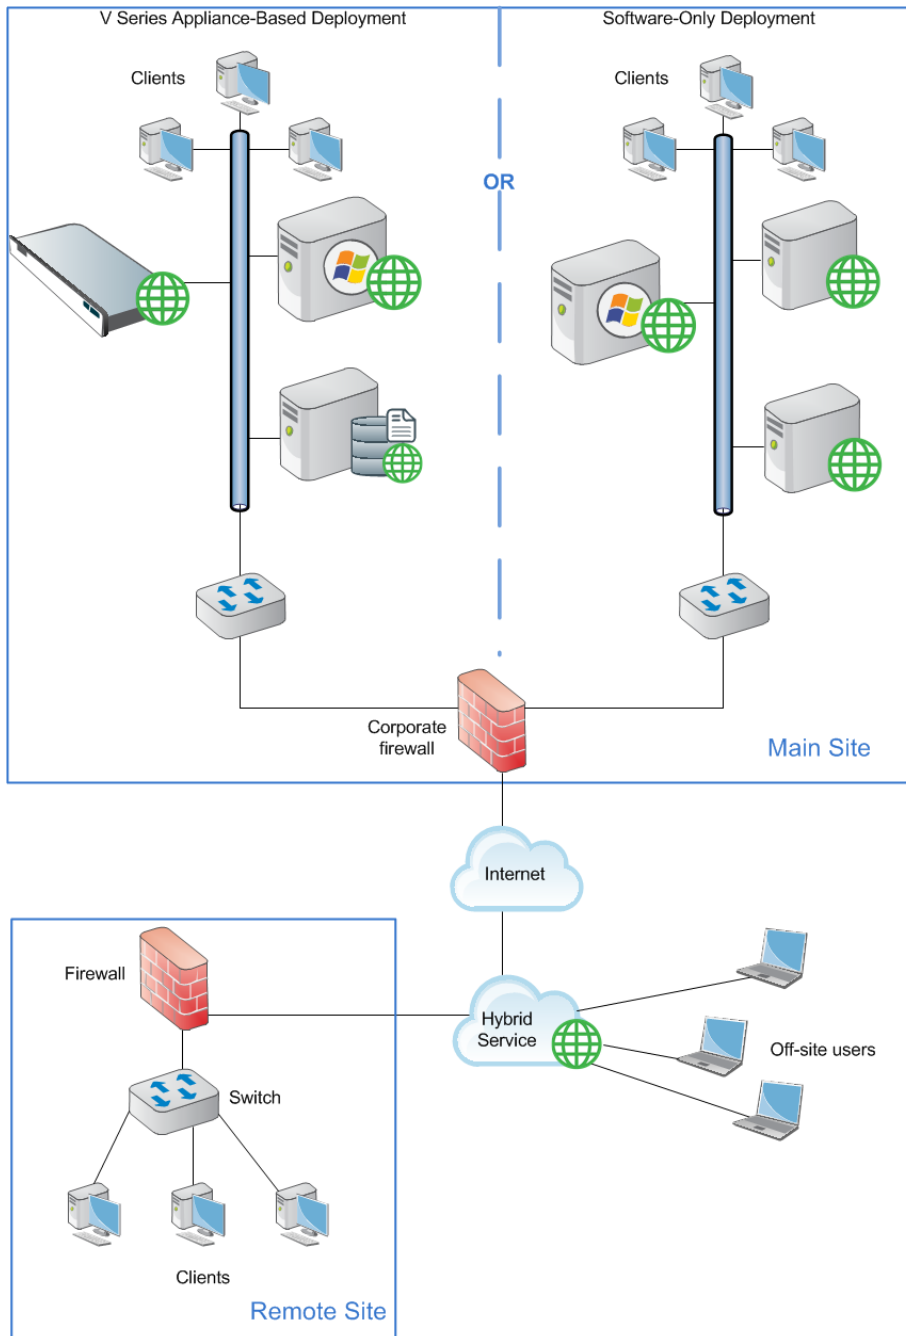 V Series Appliance-Based Deployment
Software-Only Deployment
Clients
Clients
OR
Corporate
firewall
Main Site
Internet
Firewall
Hybrid
Service
Off-site users
Switch
Clients
Remote Site